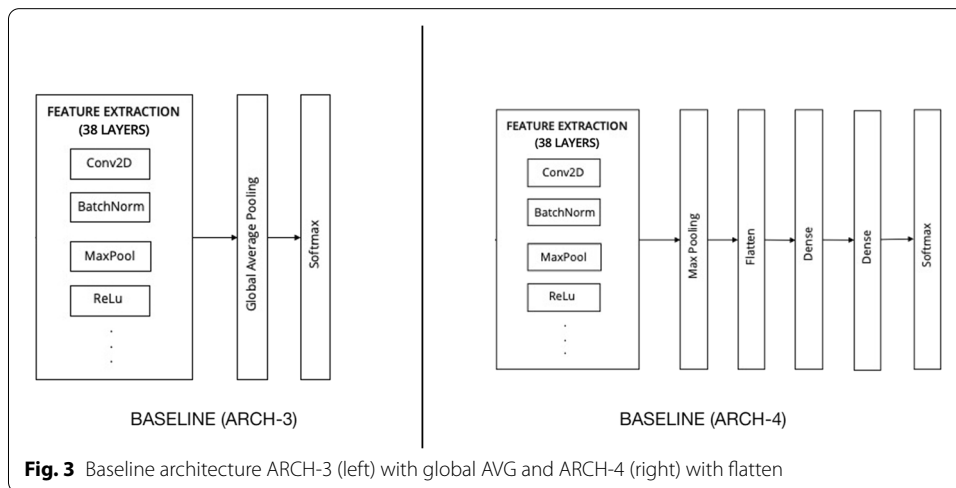 FEATURE EXTRACTION
(38 LAYERS)
Conv2D
BatchNorm
MaxPool
ReLu
.
.
.
Global Average Pooling
Softmax
BASELINE (ARCH-3)
FEATURE EXTRACTION
(38 LAYERS)
Conv2D
BatchNorm
MaxPool
ReLu
.
.
.
Max Pooling
Flatten
Dense
Dense
Softmax
BASELINE (ARCH-4)
Fig. 3 Baseline architecture ARCH-3 (left) with global AVG and ARCH-4 (right) with flatten